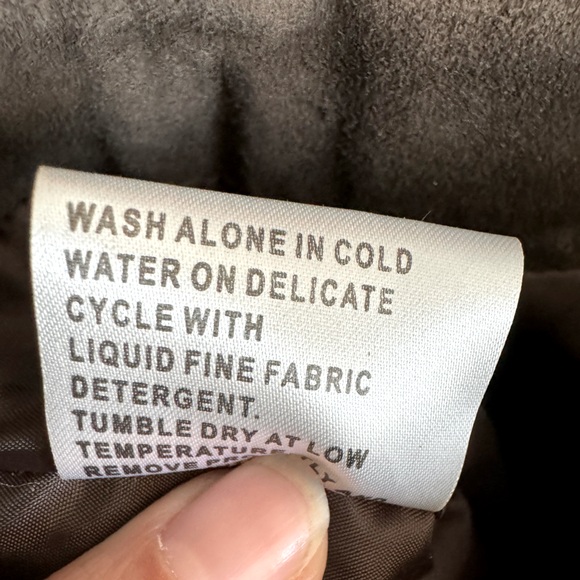 WASH ALONE IN COLD
WATER ON DELICATE
CYCLE WITH
LIQUID FINE FABRIC
DETERGENT.
TUMBLE DRY AT LOW
TEMPERATURE
REMOVE